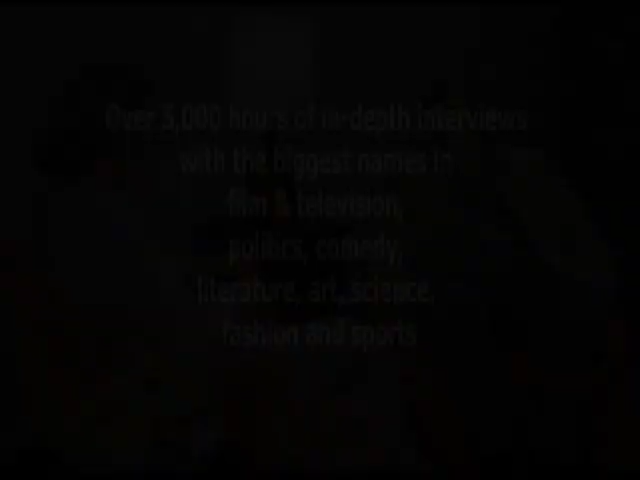 Over 5,000 hours of in-depth interviews
with the biggest names in
film & television,
politics, comedy,
literature, art, science,
fashion and sports